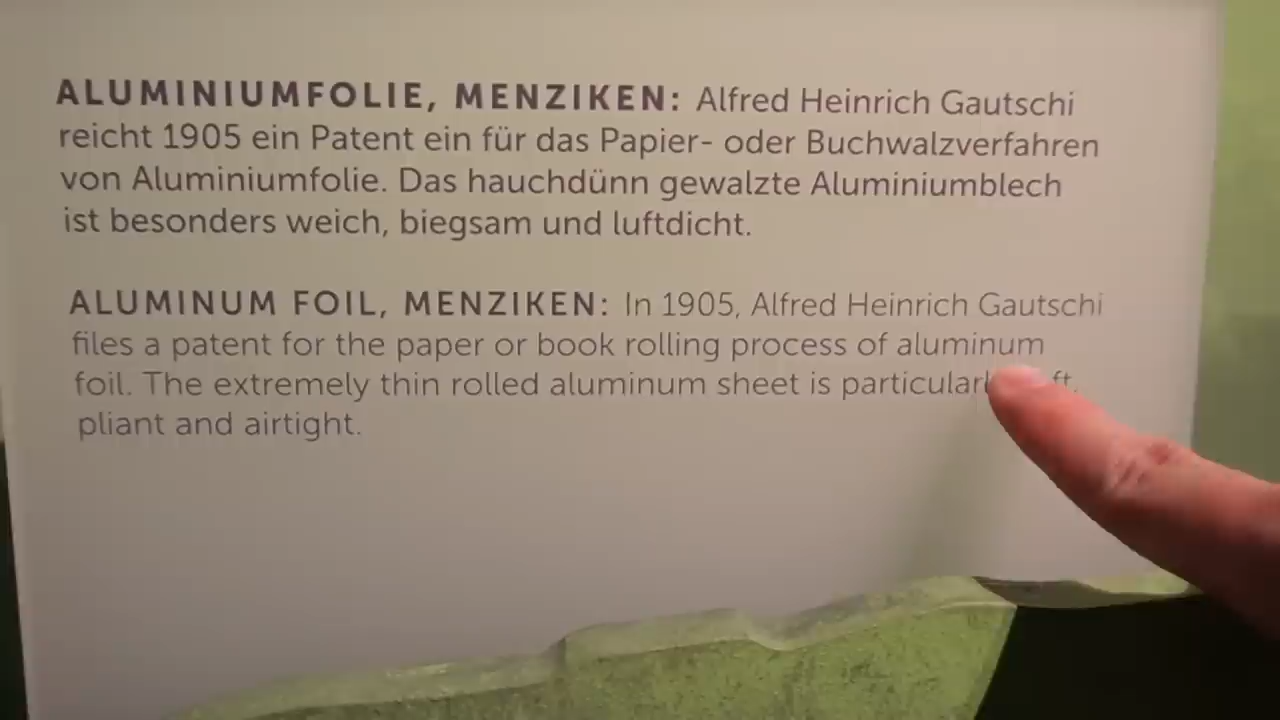 ALUMINIUMFOLIE, MENZIKEN: Alfred Heinrich Gautschi
reicht 1905 ein Patent ein für das Papier- oder Buchwalzverfahren
von Aluminiumfolie. Das hauchdünn gewalzte Aluminiumblech
ist besonders weich, biegsam und luftdicht.
ALUMINUM FOIL, MENZIKEN: In 1905, Alfred Heinrich Gautschi
files a patent for the paper or book rolling process of aluminum
foil. The extremely thin rolled aluminum sheet is
pliant and airtight.